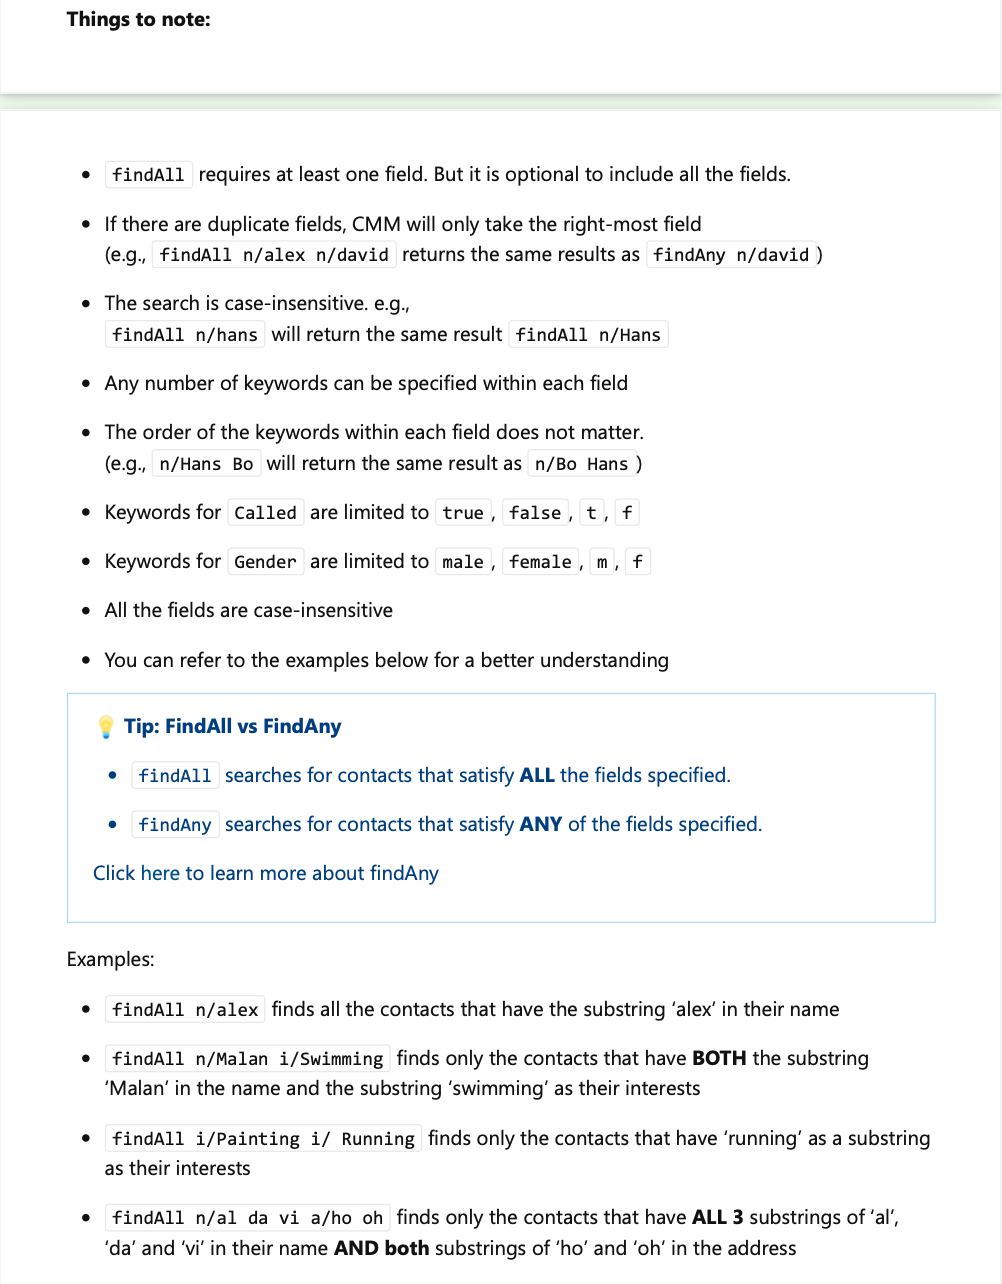 Things to note:
• findAll requires at least one field. But it is optional to include all the fields.
• If there are duplicate fields, CMM will only take the right-most field
(e.g., findAll n/alex n/david returns the same results as findAny n/david )
• The search is case-insensitive. e.g.,
findAll n/hans will return the same result findAll n/Hans
• Any number of keywords can be specified within each field
• The order of the keywords within each field does not matter.
(e.g., n/Hans Bo will return the same result as n/Bo Hans )
• Keywords for Called are limited to true , false , t , f
• Keywords for Gender are limited to male , female , m , f
• All the fields are case-insensitive
• You can refer to the examples below for a better understanding
💡 Tip: FindAll vs FindAny
• findAll searches for contacts that satisfy ALL the fields specified.
• findAny searches for contacts that satisfy ANY of the fields specified.
Click here to learn more about findAny
Examples:
• findAll n/alex finds all the contacts that have the substring ‘alex’ in their name
• findAll n/Malan i/Swimming finds only the contacts that have BOTH the substring
‘Malan’ in the name and the substring ‘swimming’ as their interests
• findAll i/Painting i/ Running finds only the contacts that have ‘running’ as a substring
as their interests
• findAll n/al da vi a/ho oh finds only the contacts that have ALL 3 substrings of ‘al’,
‘da’ and ‘vi’ in their name AND both substrings of ‘ho’ and ‘oh’ in the address